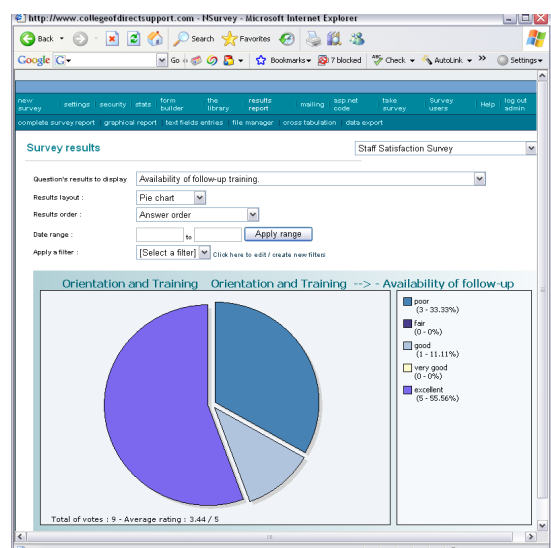 http://www.collegeofdirectsupport.com - NSurvey - Microsoft Internet Explorer
Back Search Favorites
Google G Go Bookmarks 7 blocked Check AutoLink >> Settings
new survey settings security stats form builder the library results report mailing asp.net code take survey Survey users Help log out admin
complete survey report graphical report text fields entries file manager cross tabulation data export
Survey results Staff Satisfaction Survey
Question's results to display Availability of follow-up training.
Results layout : Pie chart
Results order : Answer order
Date range : to Apply range
Apply a filter : [Select a filter] Click here to edit / create new filters
Orientation and Training Orientation and Training --> - Availability of follow-up
poor
(3 - 33.33%)
fair
(0 - 0%)
good
(1 - 11.11%)
very good
(0 - 0%)
excellent
(5 - 55.56%)
Total of votes : 9 - Average rating : 3.44 / 5